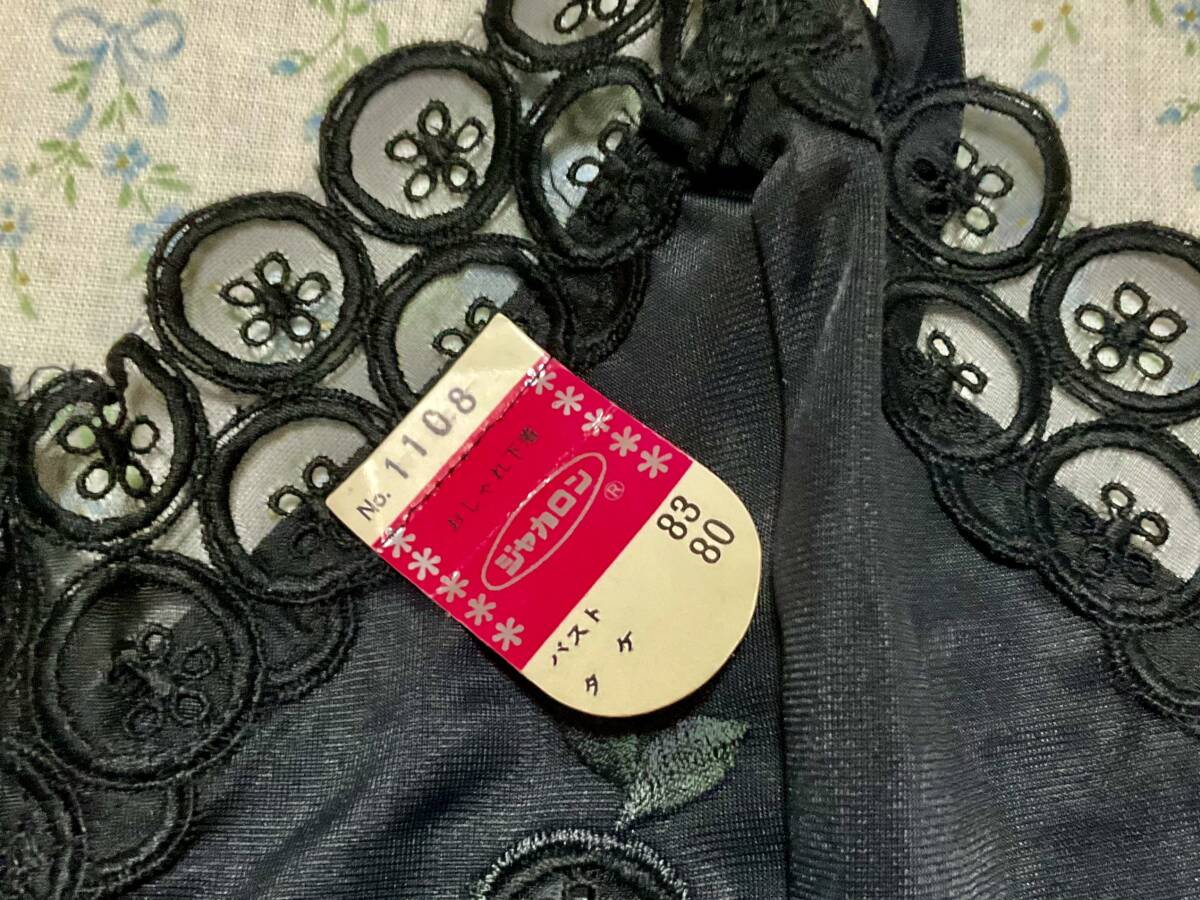 No. 1108
おしゃれ下着
ジャカロン ®
バスト 83
タケ 80